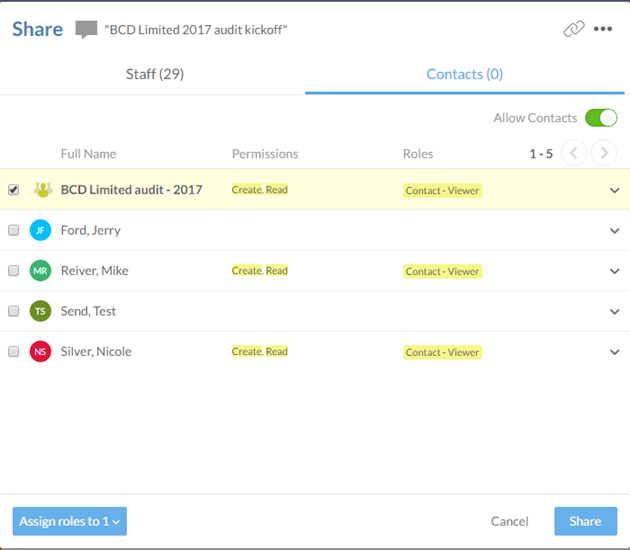 Share "BCD Limited 2017 audit kickoff"
Staff (29) Contacts (0)
Allow Contacts
Full Name Permissions Roles 1 - 5
BCD Limited audit - 2017 Create, Read Contact - Viewer
JF Ford, Jerry
MR Reiver, Mike Create, Read Contact - Viewer
TS Send, Test
NS Silver, Nicole Create, Read Contact - Viewer
Assign roles to 1 Cancel Share